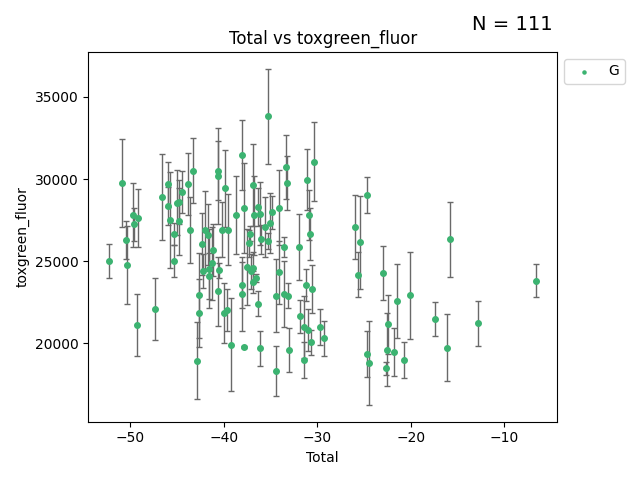 N = 111
Total vs toxgreen_fluor
G
toxgreen_fluor
35000
30000
25000
20000
−50
−40
−30
−20
−10
Total